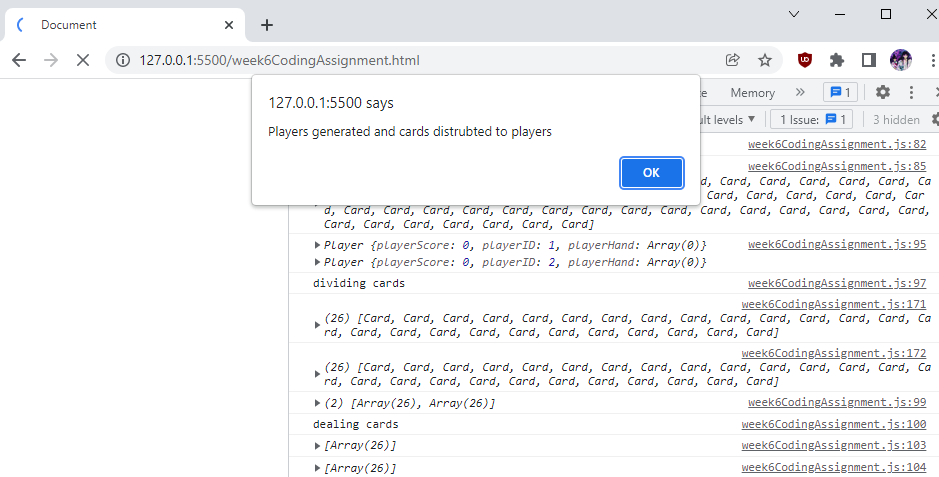 Document
127.0.0.1:5500/week6CodingAssignment.html
127.0.0.1:5500 says
Players generated and cards distrubted to players
OK
Memory
1
levels
1 Issue: 1
3 hidden
week6CodingAssignment.js:82
week6CodingAssignment.js:85
d, Card, Card, Card, Card, Card, Ca
rd, Card, Card, Card, Card, Card, Car
d, Card, Card, Card, Card, Card, Card, Card, Card, Card, Card, Card, Card, Card, Card, Card,
Card, Card, Card, Card, Card, Card, Card]
Player {playerScore: 0, playerID: 1, playerHand: Array(0)} week6CodingAssignment.js:95
Player {playerScore: 0, playerID: 2, playerHand: Array(0)}
dividing cards week6CodingAssignment.js:97
week6CodingAssignment.js:171
(26) [Card, Card, Card, Card, Card, Card, Card, Card, Card, Card, Card, Card, Card, Card, Ca
rd, Card, Card, Card, Card, Card, Card, Card, Card, Card, Card, Card]
week6CodingAssignment.js:172
(26) [Card, Card, Card, Card, Card, Card, Card, Card, Card, Card, Card, Card, Card, Card, Ca
rd, Card, Card, Card, Card, Card, Card, Card, Card, Card, Card, Card]
(2) [Array(26), Array(26)] week6CodingAssignment.js:99
dealing cards week6CodingAssignment.js:100
[Array(26)] week6CodingAssignment.js:103
[Array(26)] week6CodingAssignment.js:104